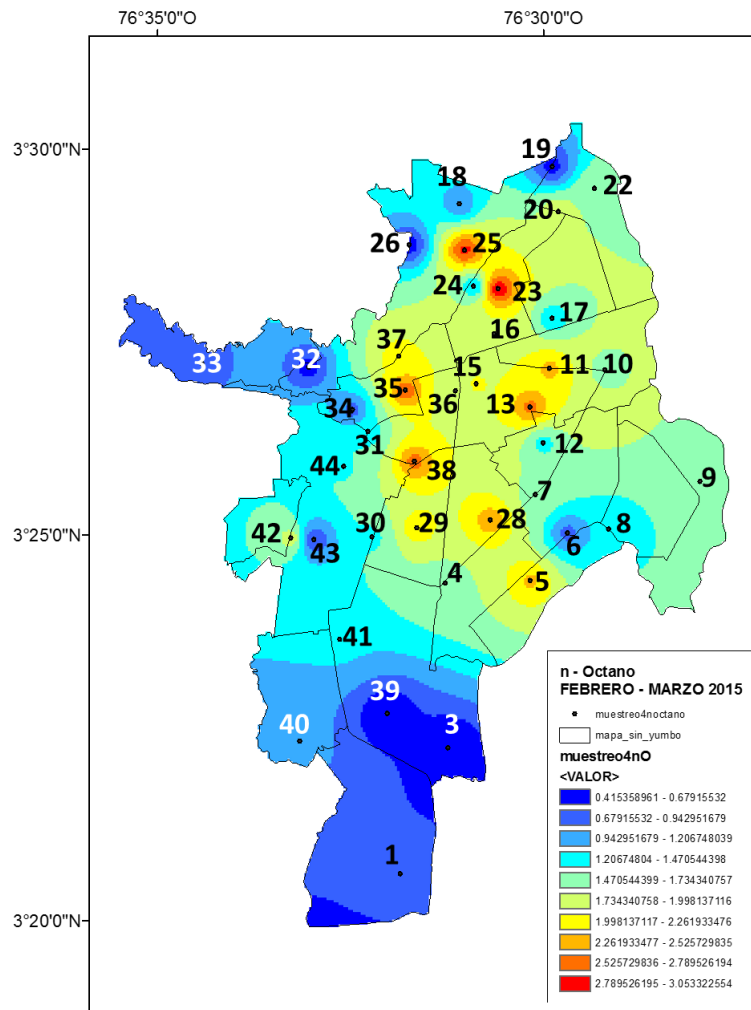 76°35'0"O
76°30'0"O
3°30'0"N
19
18
22
20
26
25
24
23
17
16
37
33
32
15
11
10
35
36
34
13
31
12
44
38
9
7
42
30
29
28
8
43
6
3°25'0"N
4
5
41
39
40
3
1
3°20'0"N
n - Octano
FEBRERO - MARZO 2015
muestreo4noctano
mapa_sin_yumbo
muestreo4nO
<VALOR>
0.415358961 - 0.67915532
0.67915532 - 0.942951679
0.942951679 - 1.206748039
1.20674804 - 1.470544398
1.470544399 - 1.734340757
1.734340758 - 1.998137116
1.998137117 - 2.261933476
2.261933477 - 2.525729835
2.525729836 - 2.789526194
2.789526195 - 3.053322554